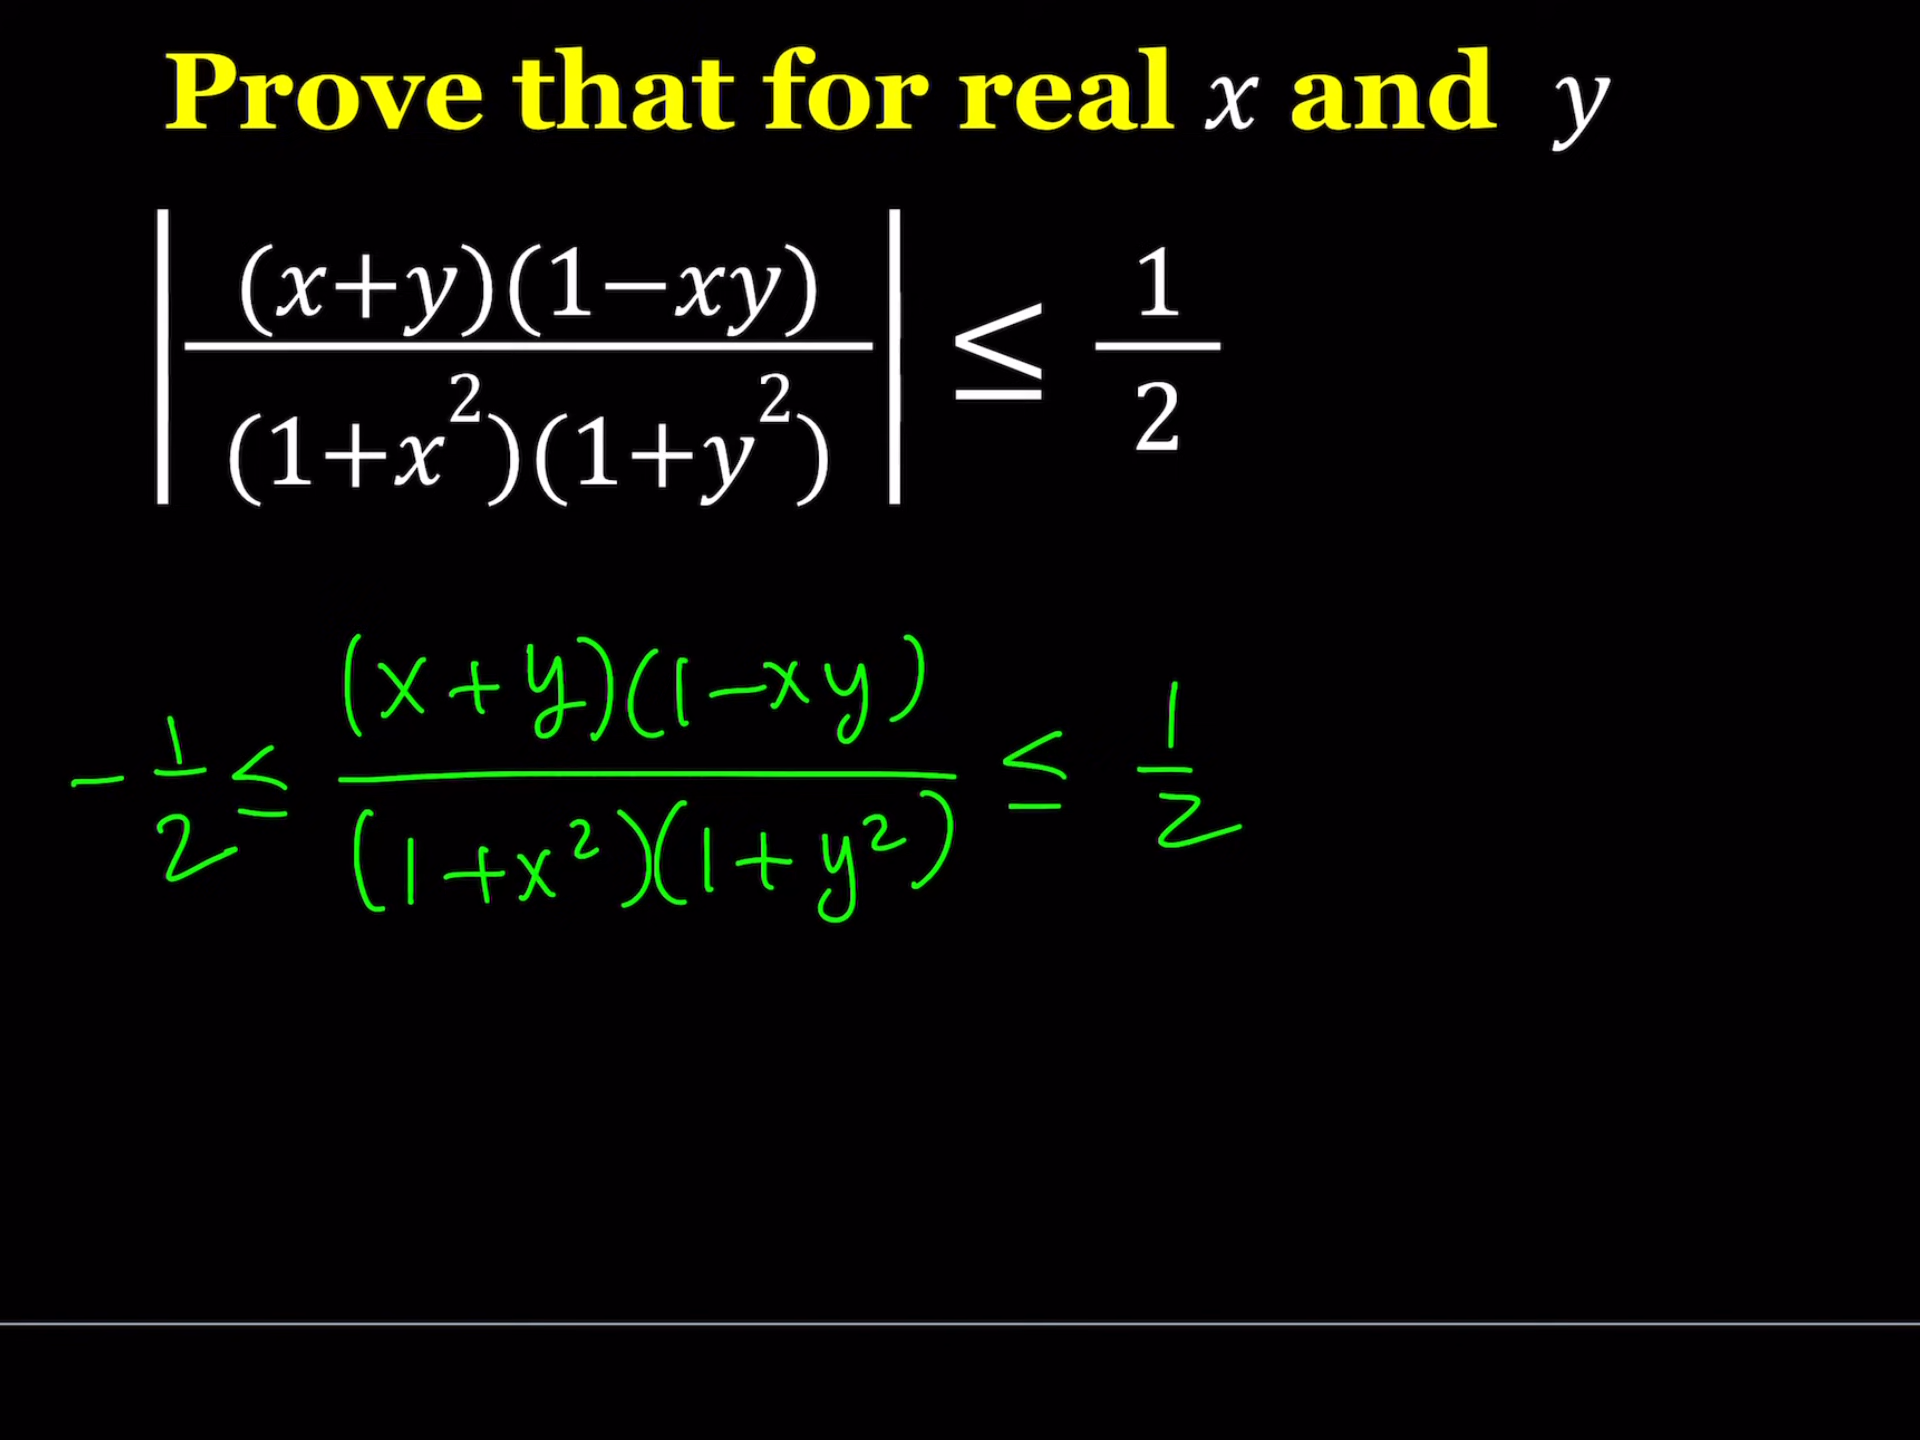 Prove that for real x and y
| (x+y)(1−xy) / (1+x²)(1+y²) | ≤ 1/2
-1/2 ≤ (x+y)(1-xy) / (1+x²)(1+y²) ≤ 1/2